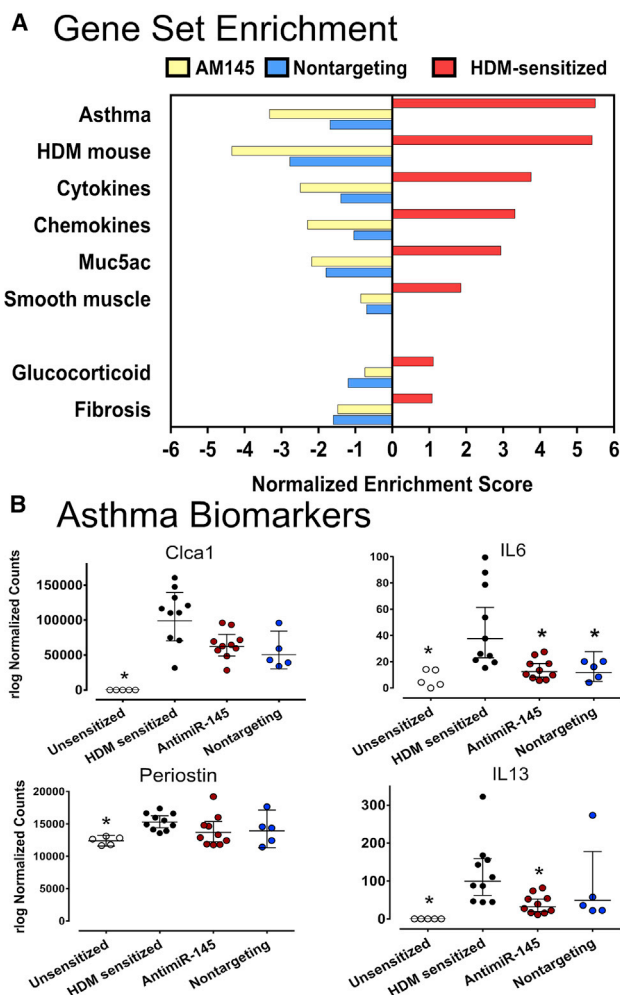 A Gene Set Enrichment
AM145 Nontargeting HDM-sensitized
Asthma
HDM mouse
Cytokines
Chemokines
Muc5ac
Smooth muscle
Glucocorticoid
Fibrosis
-6 -5 -4 -3 -2 -1 0 1 2 3 4 5 6
Normalized Enrichment Score
B Asthma Biomarkers
Clca1
rlog Normalized Counts
150000
100000
50000
0
*
Unsensitized
HDM sensitized
AntimiR-145
Nontargeting
IL6
100
80
60
40
20
0
* * *
Unsensitized
HDM sensitized
AntimiR-145
Nontargeting
Periostin
rlog Normalized Counts
20000
15000
10000
5000
0
*
Unsensitized
HDM sensitized
AntimiR-145
Nontargeting
IL13
300
200
100
0
* *
Unsensitized
HDM sensitized
AntimiR-145
Nontargeting